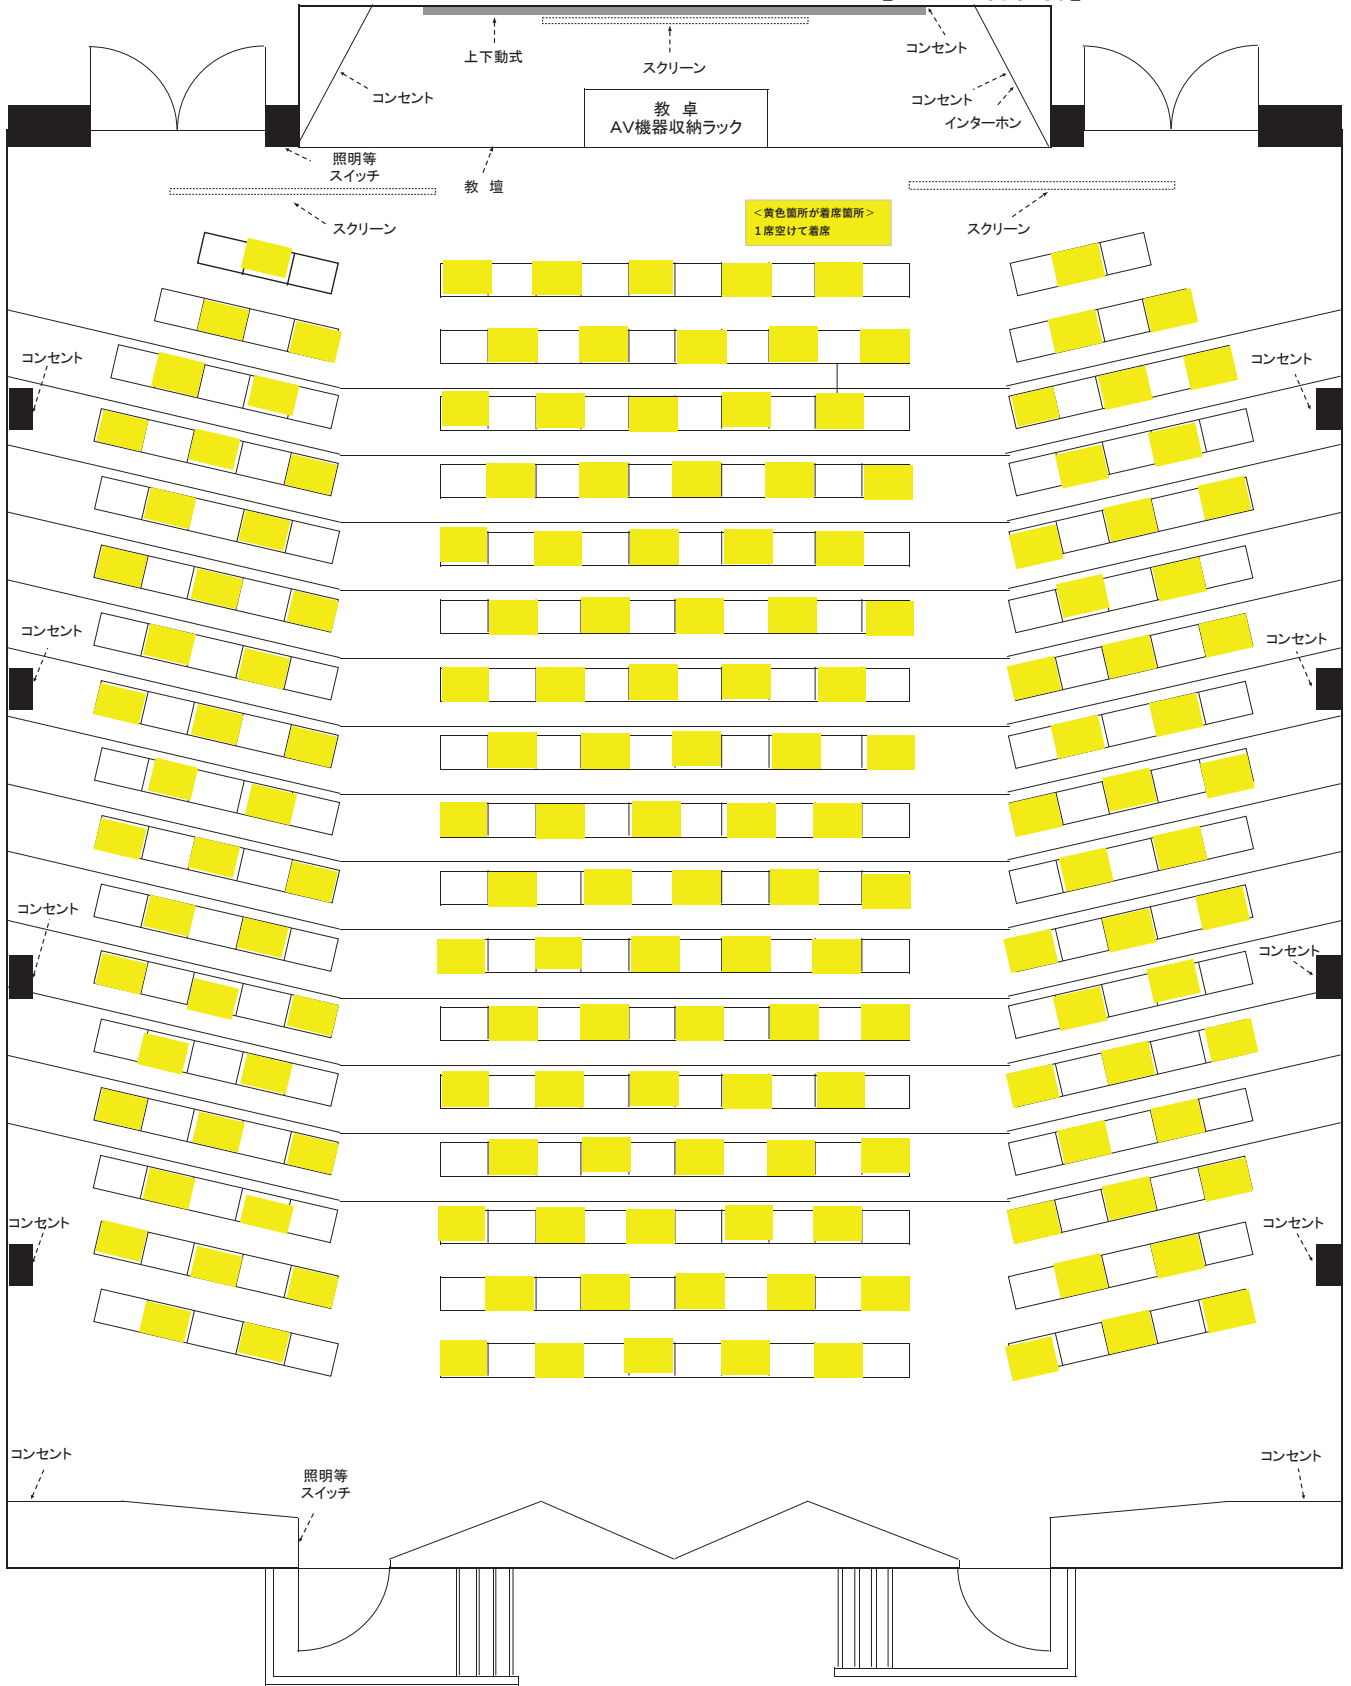 上下動式
スクリーン
コンセント
コンセント
教 卓
AV機器収納ラック
コンセント
インターホン
照明等
スイッチ
教 壇
スクリーン
＜黄色箇所が着席箇所＞
１席空けて着席
スクリーン
コンセント
コンセント
コンセント
コンセント
コンセント
コンセント
コンセント
コンセント
コンセント
照明等
スイッチ
コンセント